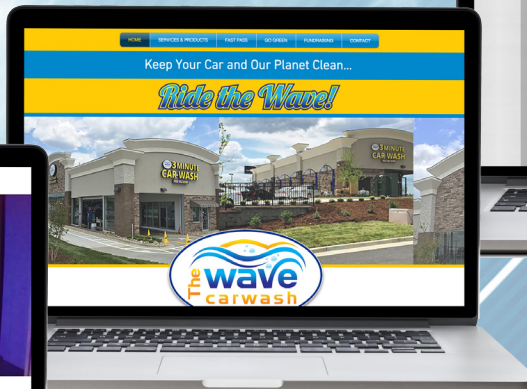 HOME SERVICES & PRODUCTS FAST PASS GO GREEN FUNDRAISING CONTACT
Keep Your Car and Our Planet Clean...
Ride the Wave!
3 MINUTE
CAR WASH
3 MINUTE
CAR WASH
The
wave
carwash